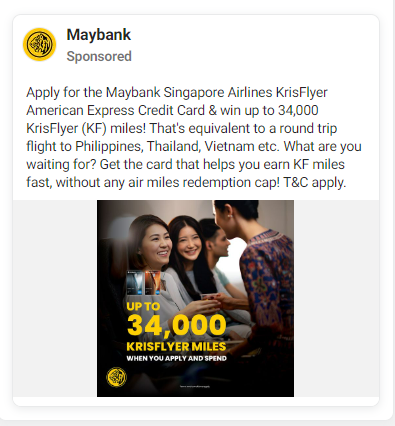 Maybank
Sponsored
Apply for the Maybank Singapore Airlines KrisFlyer
American Express Credit Card & win up to 34,000
KrisFlyer (KF) miles! That's equivalent to a round trip
flight to Philippines, Thailand, Vietnam etc. What are you
waiting for? Get the card that helps you earn KF miles
fast, without any air miles redemption cap! T&C apply.
UP TO
34,000
KRISFLYER MILES
WHEN YOU APPLY AND SPEND